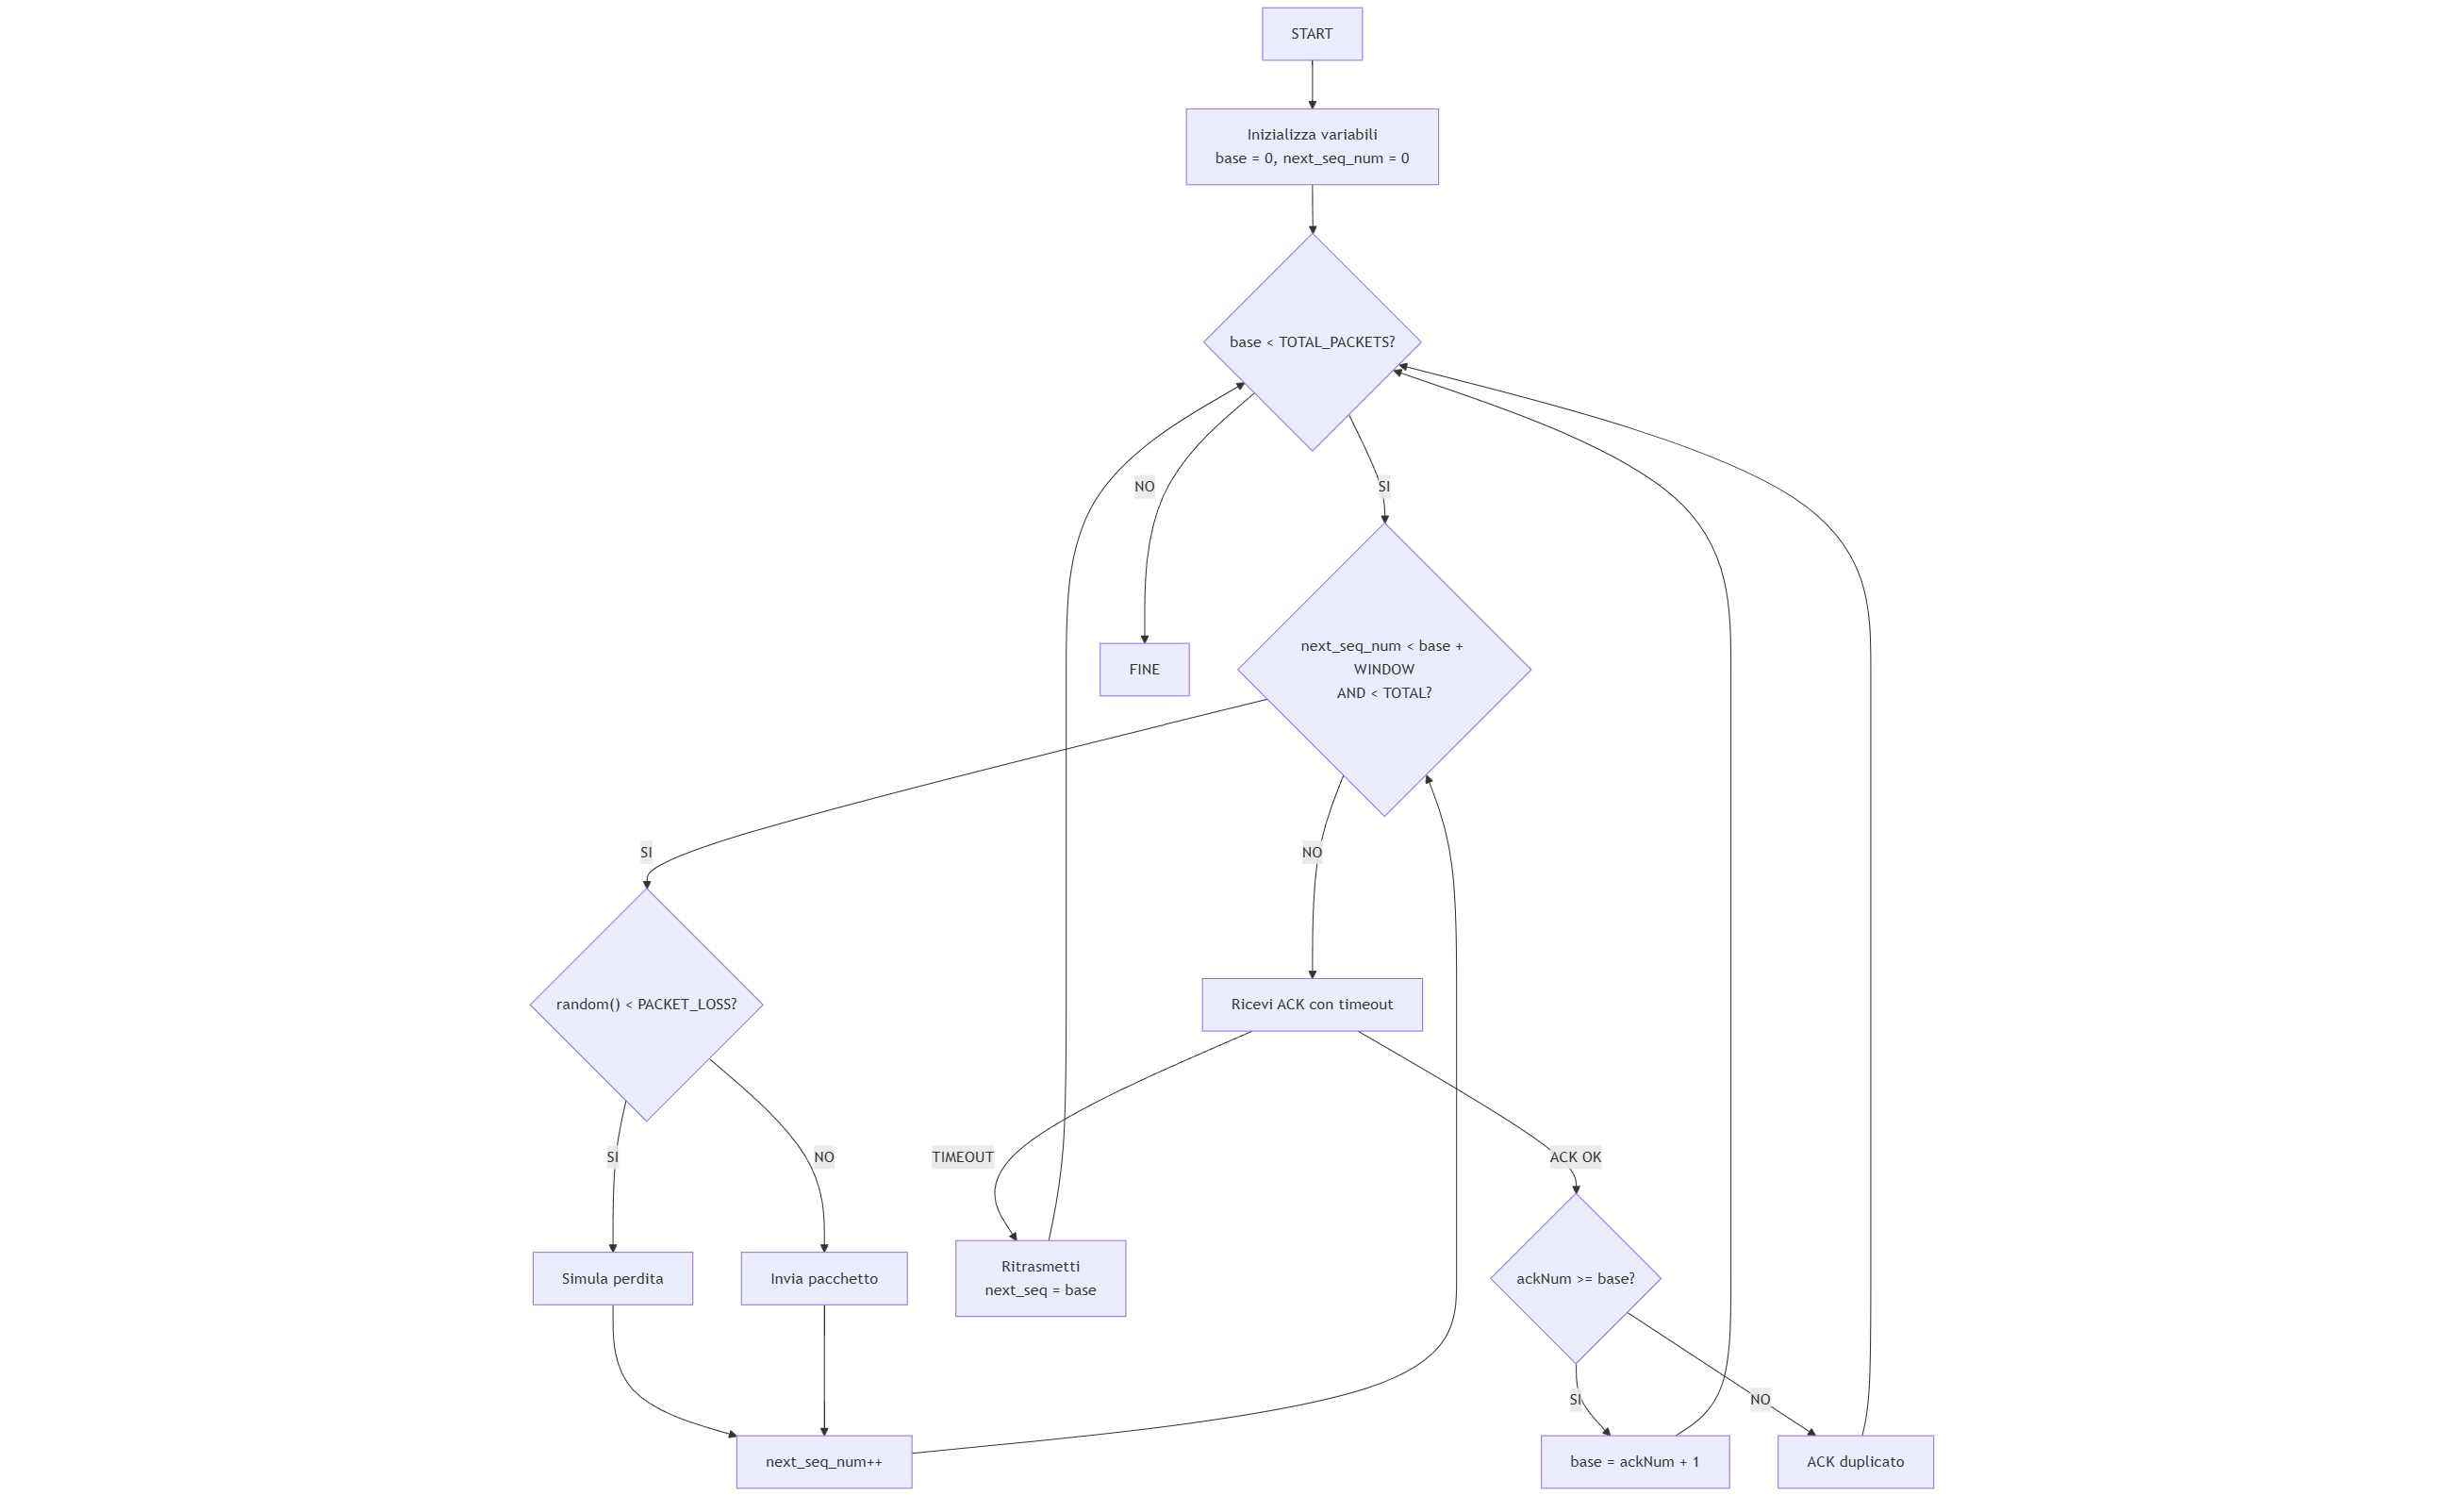 START
Inizializza variabili
base = 0, next_seq_num = 0
base < TOTAL_PACKETS?
NO
SI
next_seq_num < base +
WINDOW
AND < TOTAL?
FINE
SI
NO
random() < PACKET_LOSS?
Ricevi ACK con timeout
SI
NO
TIMEOUT
ACK OK
Simula perdita
Invia pacchetto
Ritrasmetti
next_seq = base
ackNum >= base?
SI
NO
next_seq_num++
base = ackNum + 1
ACK duplicato